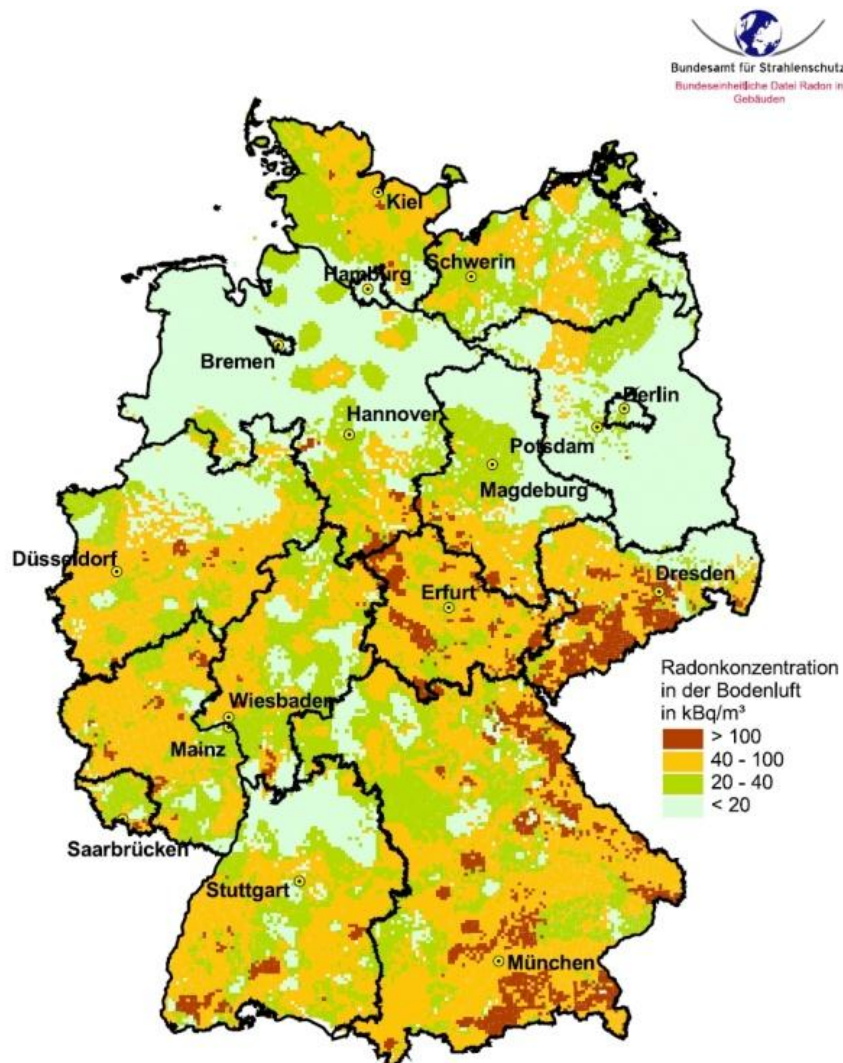 Bundesamt für Strahlenschutz
Bundeseinheitliche Datei Radon in
Gebäuden
Kiel
Schwerin
Hamburg
Bremen
Berlin
Hannover
Potsdam
Magdeburg
Düsseldorf
Dresden
Erfurt
Radonkonzentration
in der Bodenluft
in kBq/m³
> 100
40 - 100
20 - 40
< 20
Wiesbaden
Mainz
Saarbrücken
Stuttgart
München